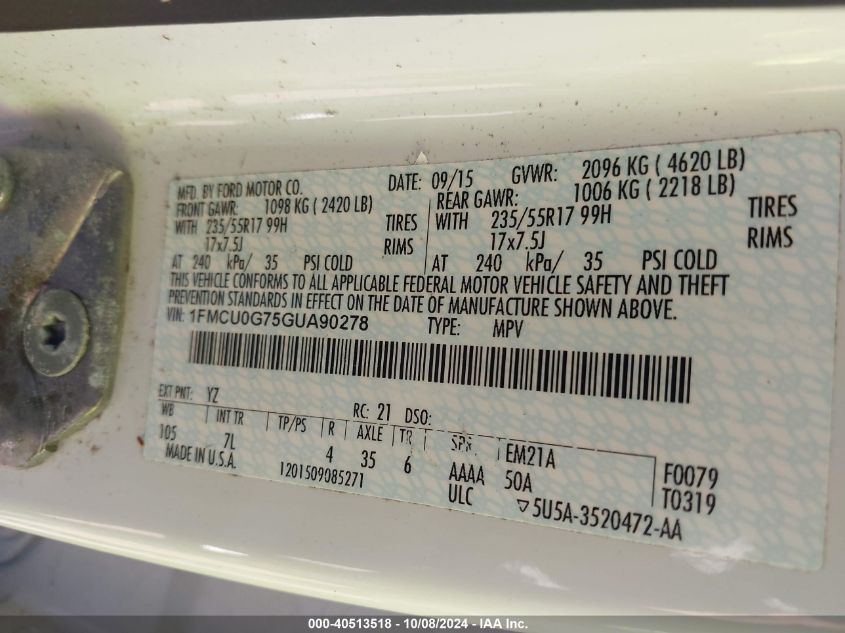 MFD. BY FORD MOTOR CO. DATE: 09/15 GVWR: 2096 KG ( 4620 LB)
FRONT GAWR: 1098 KG ( 2420 LB) REAR GAWR: 1006 KG ( 2218 LB)
WITH 235/55R17 99H TIRES WITH 235/55R17 99H TIRES
17x7.5J RIMS 17x7.5J RIMS
AT 240 kPa/ 35 PSI COLD AT 240 kPa/ 35 PSI COLD
THIS VEHICLE CONFORMS TO ALL APPLICABLE FEDERAL MOTOR VEHICLE SAFETY AND THEFT
PREVENTION STANDARDS IN EFFECT ON THE DATE OF MANUFACTURE SHOWN ABOVE.
VIN: 1FMCU0G75GUA90278 TYPE: MPV
EXT PNT: YZ RC: 21 DSO:
WB INT TR TP/PS R AXLE TR SPR EM21A F0079
105 7L 4 35 6 AAAA 50A T0319
MADE IN U.S.A. 1201509085271 ULC ▽5U5A-3520472-AA
000-40513518 - 10/08/2024 - IAA Inc.